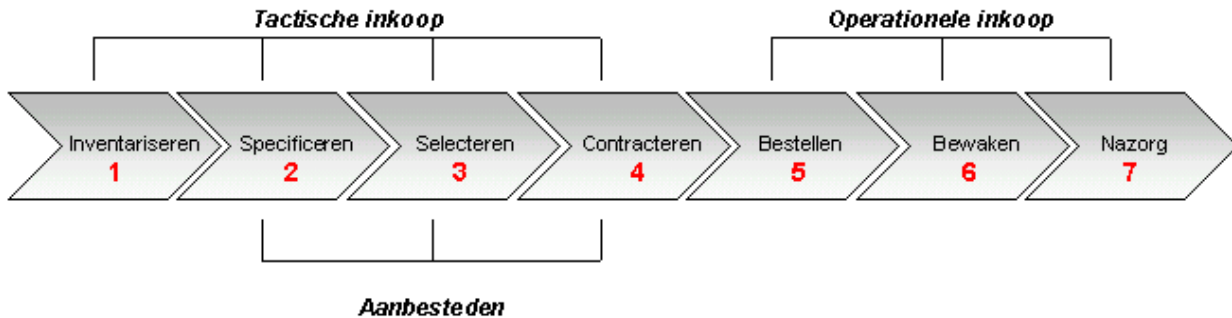 Tactische inkoop
Operationele inkoop
Inventariseren
1
Specificeren
2
Selecteren
3
Contracteren
4
Bestellen
5
Bewaken
6
Nazorg
7
Aanbesteden